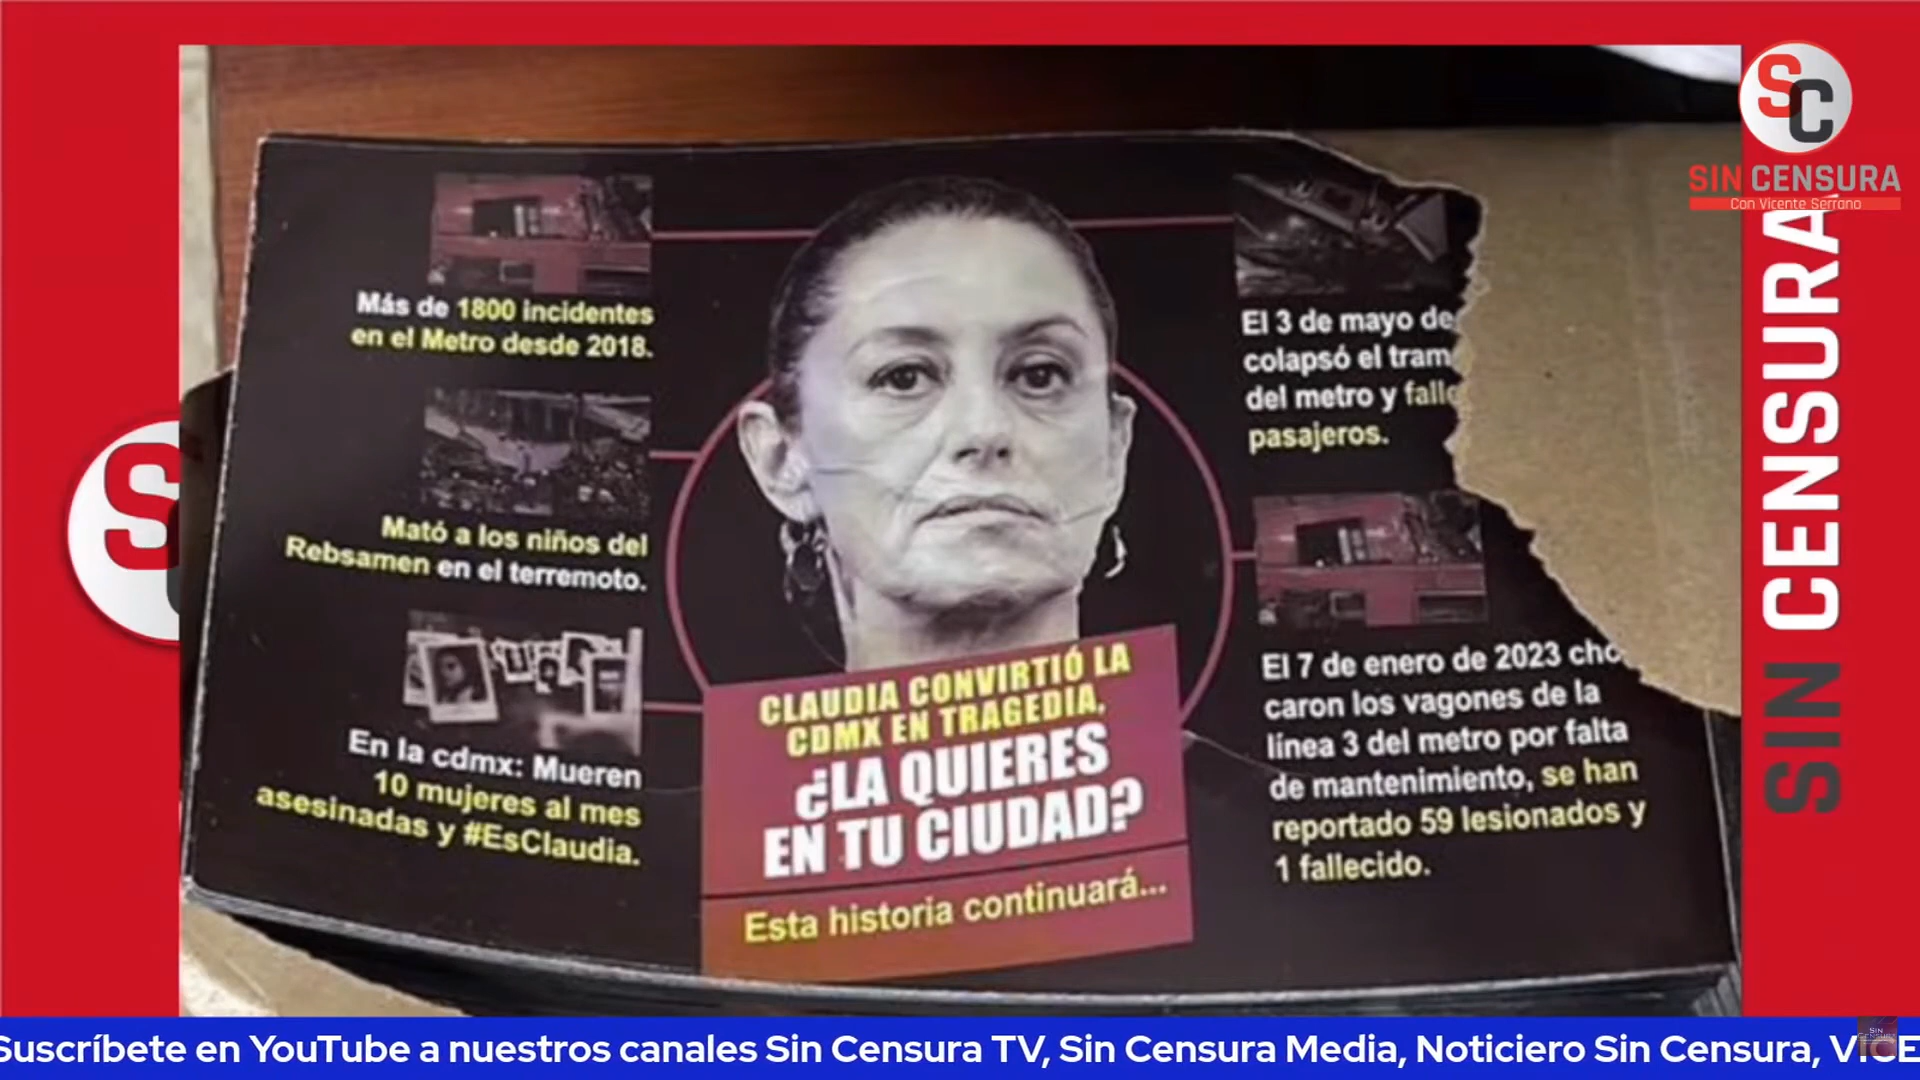 SC
SIN CENSURA
Con Vicente Serrano
SIN CENSURA
Más de 1800 incidentes
en el Metro desde 2018.
Mató a los niños del
Rebsamen en el terremoto.
En la cdmx: Mueren
10 mujeres al mes
asesinadas y #EsClaudia.
CLAUDIA CONVIRTIÓ LA
CDMX EN TRAGEDIA,
¿LA QUIERES
EN TU CIUDAD?
Esta historia continuará...
El 3 de mayo de
colapsó el tram
del metro y falle
pasajeros.
El 7 de enero de 2023 cho-
caron los vagones de la
línea 3 del metro por falta
de mantenimiento, se han
reportado 59 lesionados y
1 fallecido.
Suscríbete en YouTube a nuestros canales Sin Censura TV, Sin Censura Media, Noticiero Sin Censura,